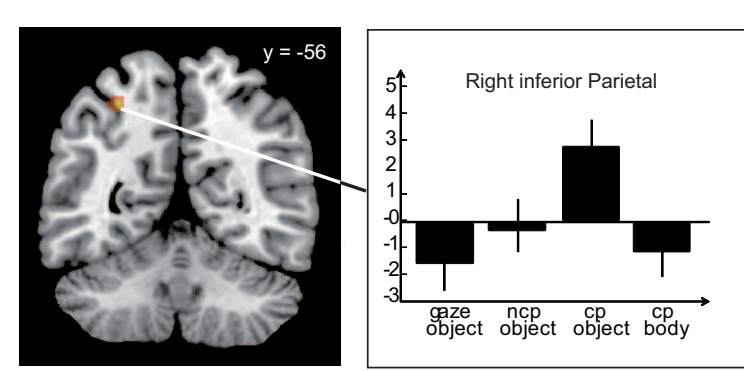 y = -56
Right inferior Parietal
5
4
3
2
1
-0
-1
-2
-3
gaze object
ncp object
cp object
cp body